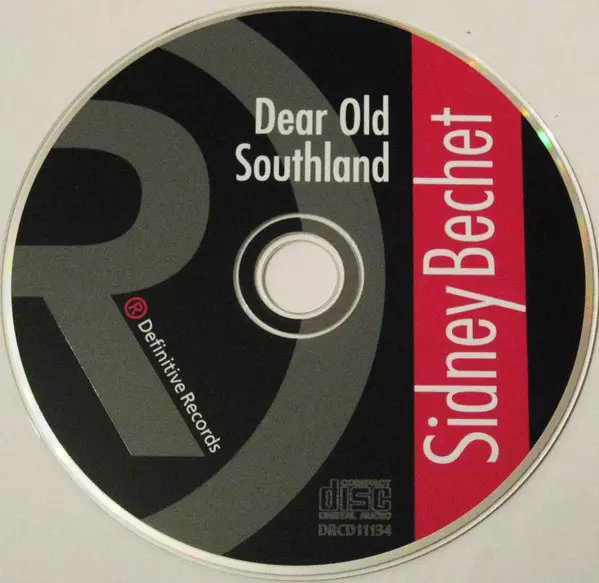 Dear Old
Southland
Sidney Bechet
R
® Definitive Records
COMPACT
disc
DIGITAL AUDIO
DRCD11134